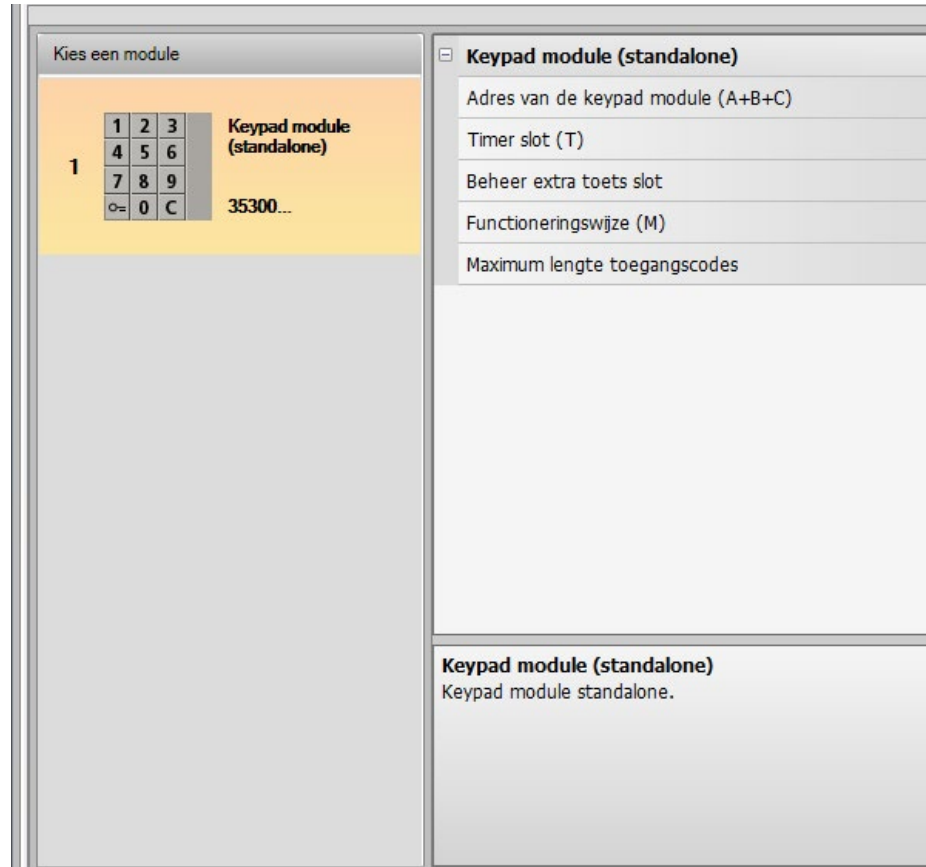 Kies een module
1
1 2 3
4 5 6
7 8 9
0 C
Keypad module
(standalone)
35300...
Keypad module (standalone)
Adres van de keypad module (A+B+C)
Timer slot (T)
Beheer extra toets slot
Functioneringswijze (M)
Maximum lengte toegangscodes
Keypad module (standalone)
Keypad module standalone.